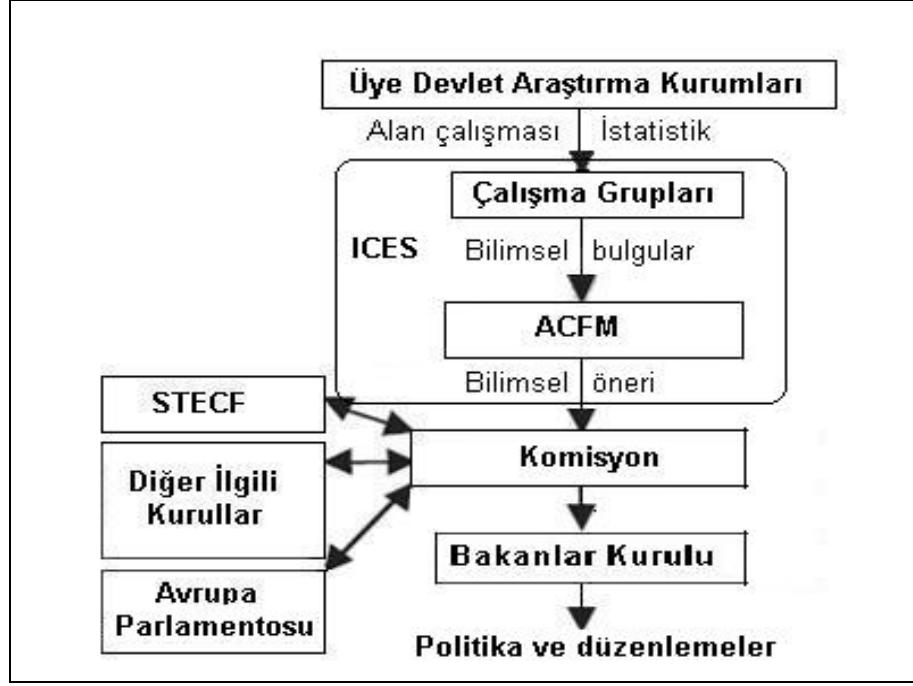 Üye Devlet Araştırma Kurumları
Alan çalışması İstatistik
Çalışma Grupları
ICES
Bilimsel bulgular
ACFM
Bilimsel öneri
STECF
Komisyon
Diğer İlgili
Kurullar
Bakanlar Kurulu
Avrupa
Parlamentosu
Politika ve düzenlemeler